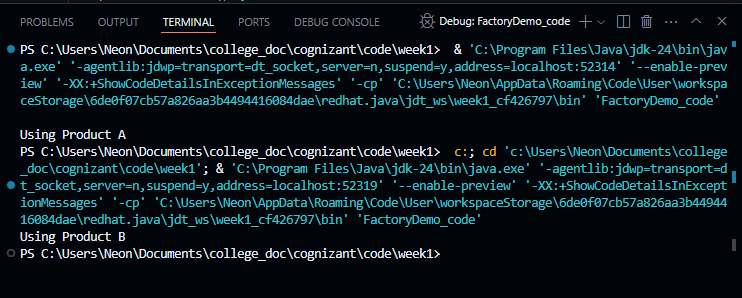 PROBLEMS OUTPUT TERMINAL PORTS DEBUG CONSOLE Debug: FactoryDemo_code
PS C:\Users\Neon\Documents\college_doc\cognizant\code\week1>  & 'C:\Program Files\Java\jdk-24\bin\jav
a.exe' '-agentlib:jdwp=transport=dt_socket,server=n,suspend=y,address=localhost:52314' '--enable-prev
iew' '-XX:+ShowCodeDetailsInExceptionMessages' '-cp' 'C:\Users\Neon\AppData\Roaming\Code\User\workspa
ceStorage\6de0f07cb57a826aa3b4494416084dae\redhat.java\jdt_ws\week1_cf426797\bin' 'FactoryDemo_code'
Using Product A
PS C:\Users\Neon\Documents\college_doc\cognizant\code\week1>  c:; cd 'c:\Users\Neon\Documents\college
_doc\cognizant\code\week1'; & 'C:\Program Files\Java\jdk-24\bin\java.exe' '-agentlib:jdwp=transport=d
t_socket,server=n,suspend=y,address=localhost:52319' '--enable-preview' '-XX:+ShowCodeDetailsInExcept
ionMessages' '-cp' 'C:\Users\Neon\AppData\Roaming\Code\User\workspaceStorage\6de0f07cb57a826aa3b44944
16084dae\redhat.java\jdt_ws\week1_cf426797\bin' 'FactoryDemo_code'
Using Product B
PS C:\Users\Neon\Documents\college_doc\cognizant\code\week1>